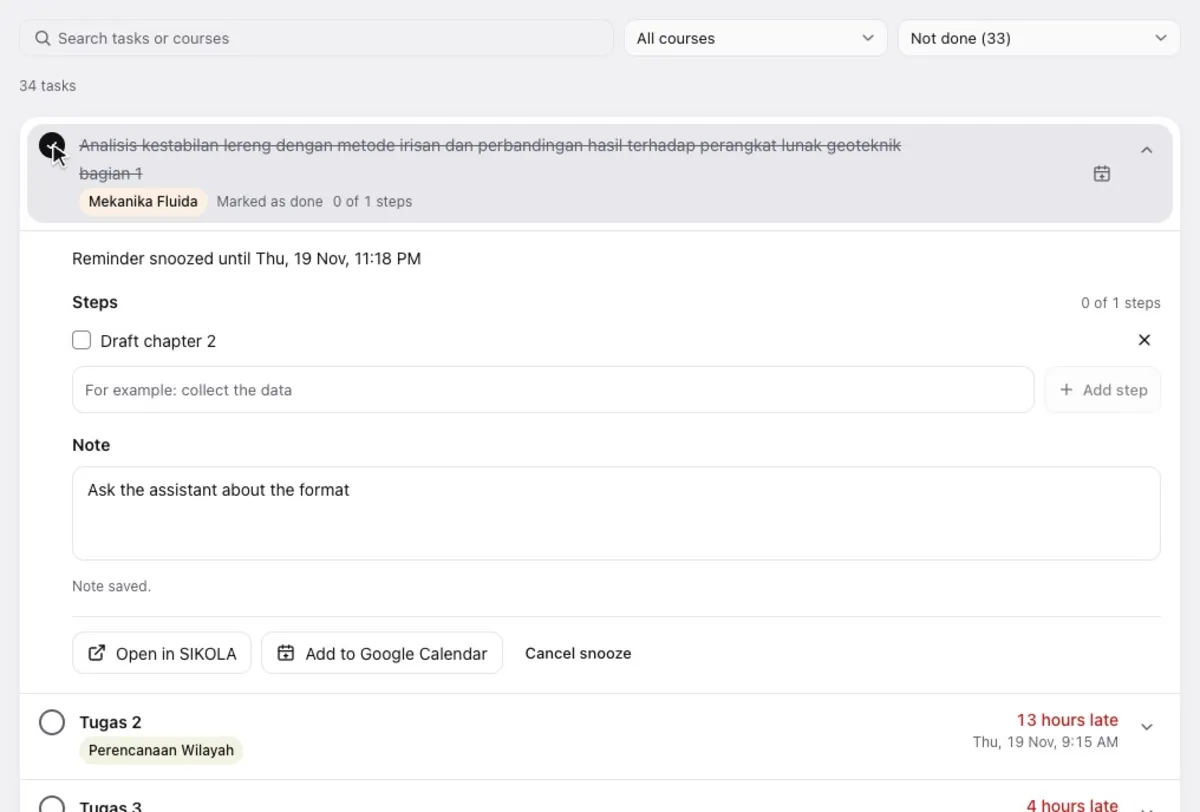 Search tasks or courses
All courses
Not done (33)
34 tasks
Analisis kestabilan lereng dengan metode irisan dan perbandingan hasil terhadap perangkat lunak geoteknik
bagian 1
Mekanika Fluida Marked as done 0 of 1 steps
Reminder snoozed until Thu, 19 Nov, 11:18 PM
Steps
0 of 1 steps
Draft chapter 2
For example: collect the data
Add step
Note
Ask the assistant about the format
Note saved.
Open in SIKOLA
Add to Google Calendar
Cancel snooze
Tugas 2
13 hours late
Perencanaan Wilayah
Thu, 19 Nov, 9:15 AM
Tugas 3
4 hours late